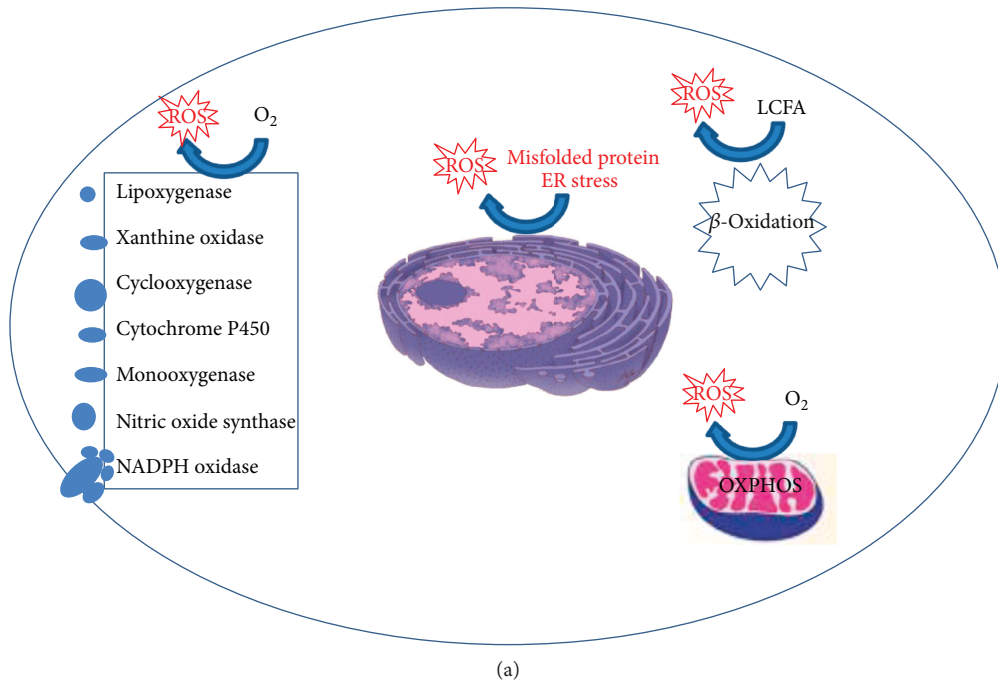 ROS
O₂
Lipoxygenase
Xanthine oxidase
Cyclooxygenase
Cytochrome P450
Monooxygenase
Nitric oxide synthase
NADPH oxidase
ROS
Misfolded protein
ER stress
ROS
LCFA
β-Oxidation
ROS
O₂
OXPHOS
(a)